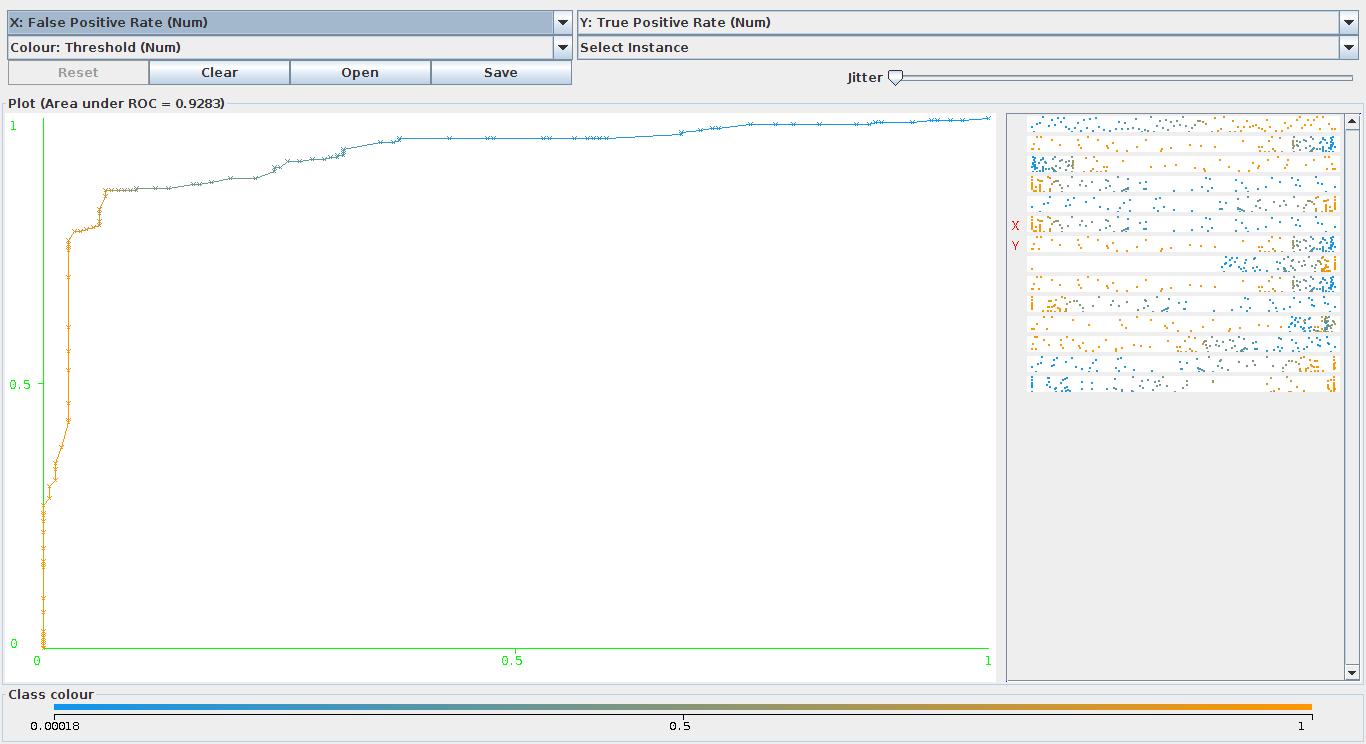 X: False Positive Rate (Num)
Y: True Positive Rate (Num)
Colour: Threshold (Num)
Select Instance
Reset
Clear
Open
Save
Jitter
Plot (Area under ROC = 0.9283)
1
0.5
0
0
0.5
1
X
Y
Class colour
0.00018
0.5
1